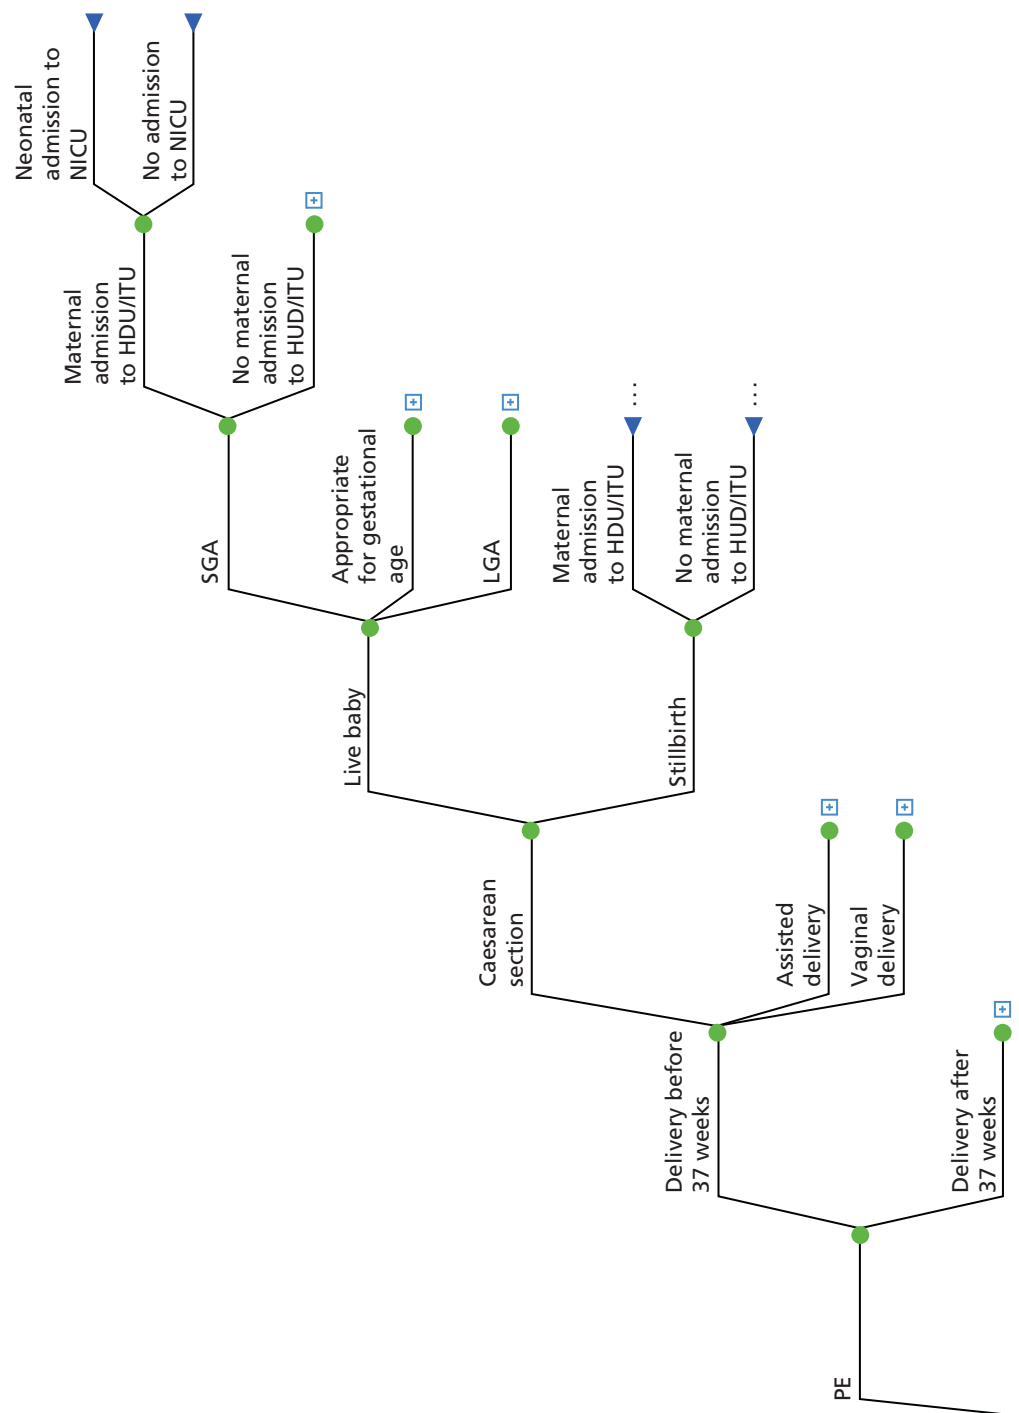 PE
Delivery before
37 weeks
Delivery after
37 weeks
Caesarean
section
Assisted
delivery
Vaginal
delivery
Live baby
Stillbirth
SGA
Appropriate
for gestational
age
LGA
Maternal
admission
to HDU/ITU
...
No maternal
admission
to HUD/ITU
...
Maternal
admission
to HDU/ITU
No maternal
admission
to HUD/ITU
Neonatal
admission to
NICU
No admission
to NICU